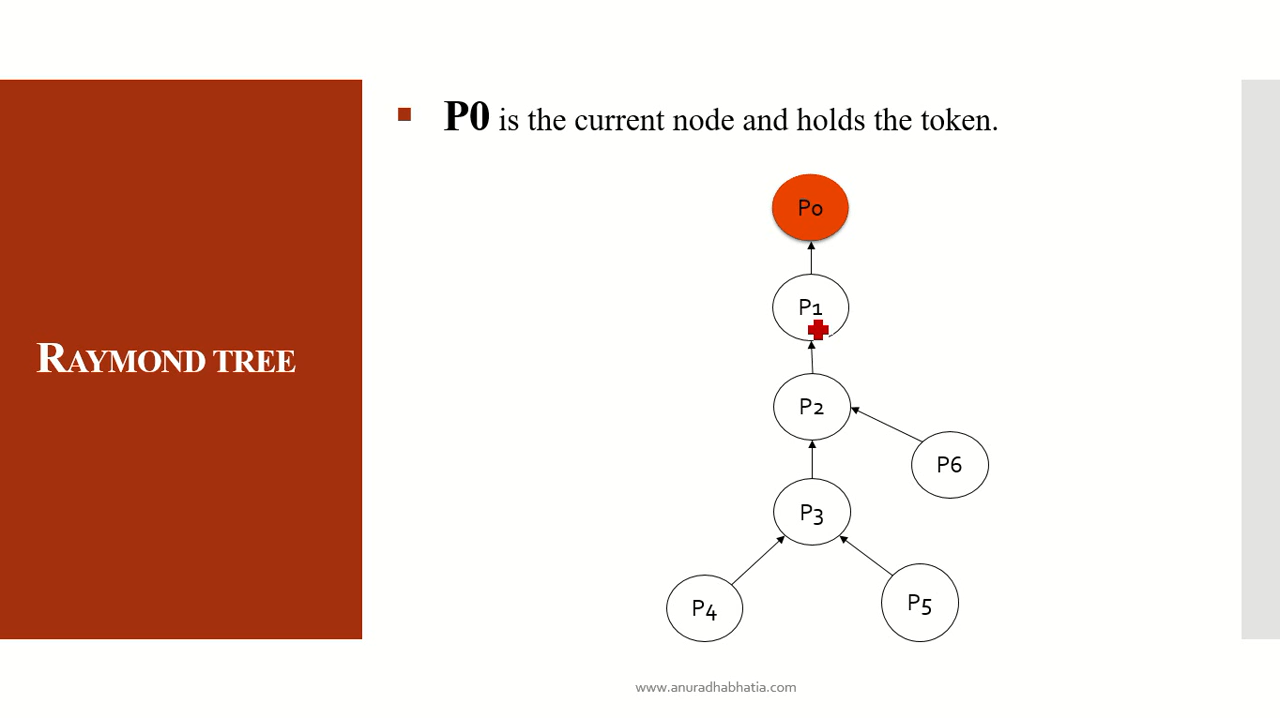 P0 is the current node and holds the token.
RAYMOND TREE
P0
P1
P2
P6
P3
P4
P5
www.anuradhabhatia.com